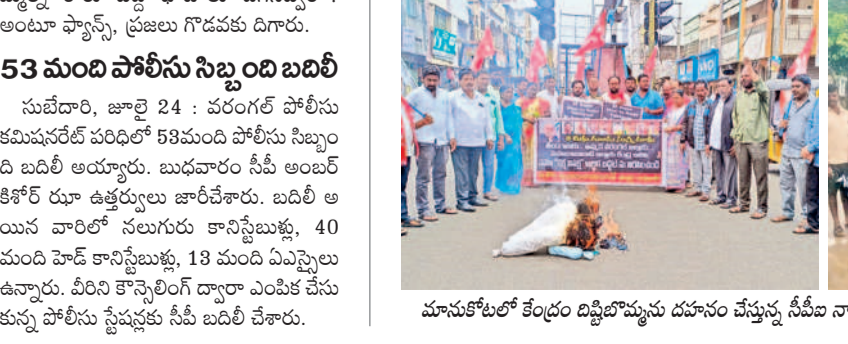 అంటూ ఫ్యాన్స్, ప్రజలు గొడవకు దిగారు.
53 మంది పోలీసు సిబ్బంది బదిలీ
సుబేదారి, జూలై 24 : వరంగల్ పోలీసు
కమిషనరేట్ పరిధిలో 53మంది పోలీసు సిబ్బం
ది బదిలీ అయ్యారు. బుధవారం సీపీ అంబర్
కిశోర్ ఝా ఉత్తర్వులు జారీచేశారు. బదిలీ అ
యిన వారిలో నలుగురు కానిస్టేబుళ్లు, 40
మంది హెడ్ కానిస్టేబుళ్లు, 13 మంది ఏఎస్సైలు
ఉన్నారు. వీరిని కౌన్సెలింగ్ ద్వారా ఎంపిక చేసు
కున్న పోలీసు స్టేషన్లకు సీపీ బదిలీ చేశారు.
మానుకోటలో కేంద్రం దిష్టిబొమ్మను దహనం చేస్తున్న సీపీఐ నా